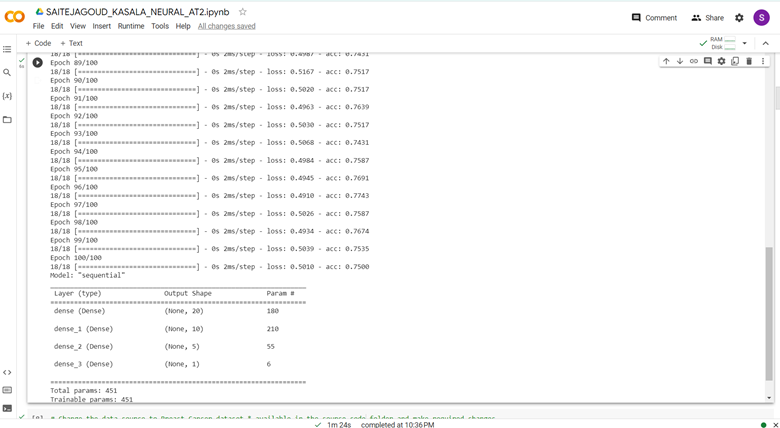 SAITEJAGOUD_KASALA_NEURAL_AT2.ipynb
File Edit View Insert Runtime Tools Help All changes saved
Comment Share S
+ Code + Text
RAM
Disk
18/18 [==============================] - 0s 2ms/step - loss: 0.4987 - acc: 0.7431
Epoch 89/100
18/18 [==============================] - 0s 2ms/step - loss: 0.5167 - acc: 0.7517
Epoch 90/100
18/18 [==============================] - 0s 2ms/step - loss: 0.5020 - acc: 0.7517
Epoch 91/100
18/18 [==============================] - 0s 2ms/step - loss: 0.4963 - acc: 0.7639
Epoch 92/100
18/18 [==============================] - 0s 2ms/step - loss: 0.5030 - acc: 0.7517
Epoch 93/100
18/18 [==============================] - 0s 2ms/step - loss: 0.5068 - acc: 0.7431
Epoch 94/100
18/18 [==============================] - 0s 2ms/step - loss: 0.4984 - acc: 0.7587
Epoch 95/100
18/18 [==============================] - 0s 2ms/step - loss: 0.4945 - acc: 0.7691
Epoch 96/100
18/18 [==============================] - 0s 2ms/step - loss: 0.4910 - acc: 0.7743
Epoch 97/100
18/18 [==============================] - 0s 2ms/step - loss: 0.5026 - acc: 0.7587
Epoch 98/100
18/18 [==============================] - 0s 2ms/step - loss: 0.4934 - acc: 0.7674
Epoch 99/100
18/18 [==============================] - 0s 2ms/step - loss: 0.5039 - acc: 0.7535
Epoch 100/100
18/18 [==============================] - 0s 2ms/step - loss: 0.5010 - acc: 0.7500
Model: "sequential"
Layer (type) Output Shape Param #
dense (Dense) (None, 20) 180
dense_1 (Dense) (None, 10) 210
dense_2 (Dense) (None, 5) 55
dense_3 (Dense) (None, 1) 6
Total params: 451
Trainable params: 451
# Change the data source to Breast Cancer dataset * available in the source code folder and make required changes
1m 24s completed at 10:36 PM